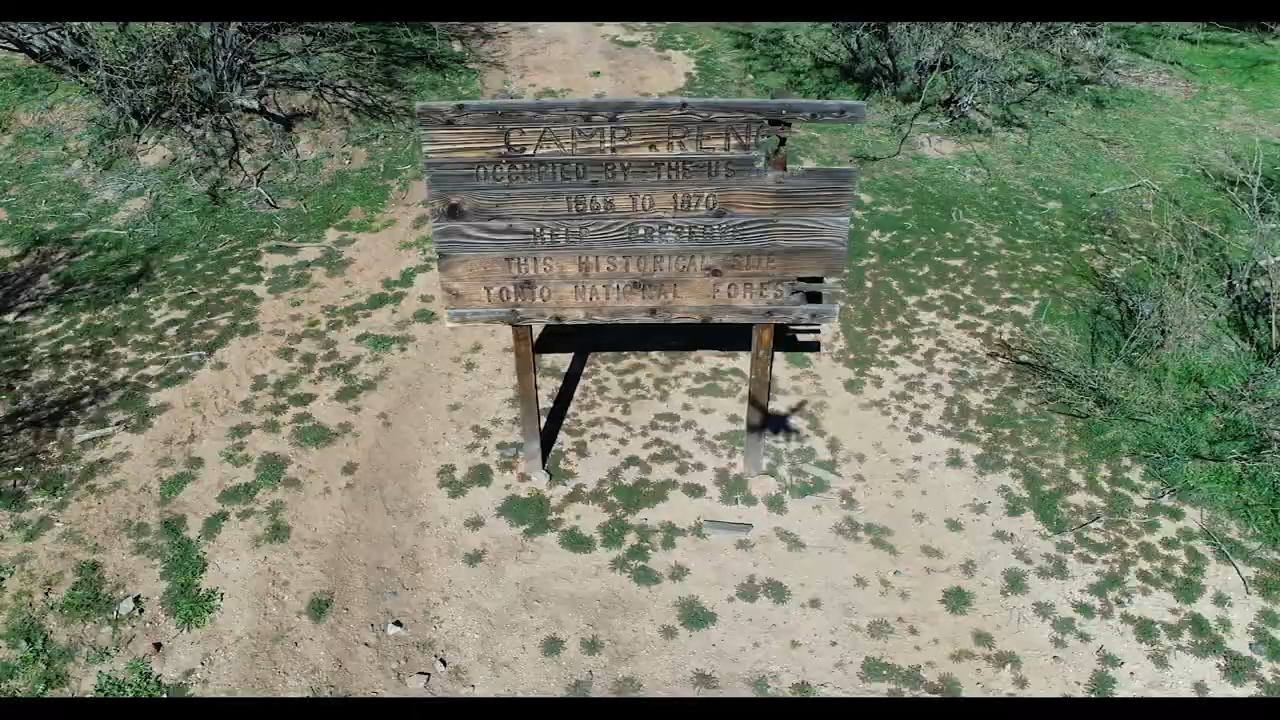 CAMP RENO
OCCUPIED BY THE US
1868 TO 1870
HELP PRESERVE
THIS HISTORICAL SITE
TONTO NATIONAL FOREST